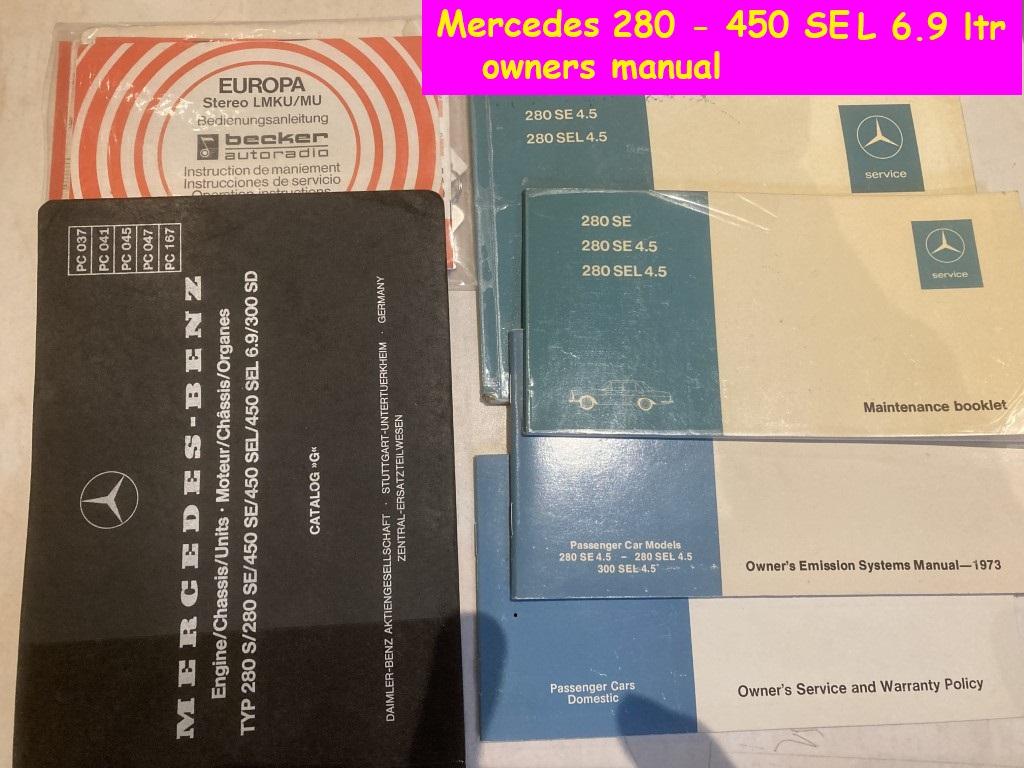 Mercedes 280 - 450 SEL 6.9 ltr
owners manual
EUROPA
Stereo LMKU/MU
Bedienungsanleitung
becker
autoradio
Instruction de maniement
Instrucciones de servicio
Operation instructions
280 SE 4.5
280 SEL 4.5
service
280 SE
280 SE 4.5
280 SEL 4.5
service
Maintenance booklet
PC 037
PC 041
PC 045
PC 047
PC 167
MERCEDES-BENZ
Engine/Chassis/Units · Moteur/Châssis/Organes
TYP 280 S/280 SE/450 SE/450 SEL/450 SEL 6.9/300 SD
CATALOG »G«
DAIMLER-BENZ AKTIENGESELLSCHAFT · STUTTGART-UNTERTUERKHEIM · GERMANY
ZENTRAL-ERSATZTEILWESEN
Passenger Car Models
280 SE 4.5 – 280 SEL 4.5
300 SEL 4.5
Owner's Emission Systems Manual—1973
Passenger Cars
Domestic
Owner's Service and Warranty Policy